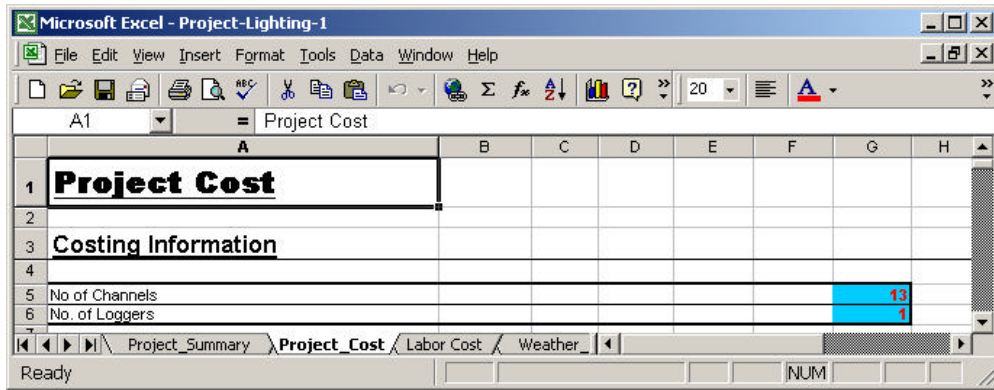 Microsoft Excel - Project-Lighting-1
File Edit View Insert Format Tools Data Window Help
ABC Σ fx A Z 20 A
A1 = Project Cost
A B C D E F G H
1 Project Cost
2
3 Costing Information
4
5 No of Channels 13
6 No. of Loggers 1
Project_Summary Project_Cost Labor Cost Weather_
Ready NUM